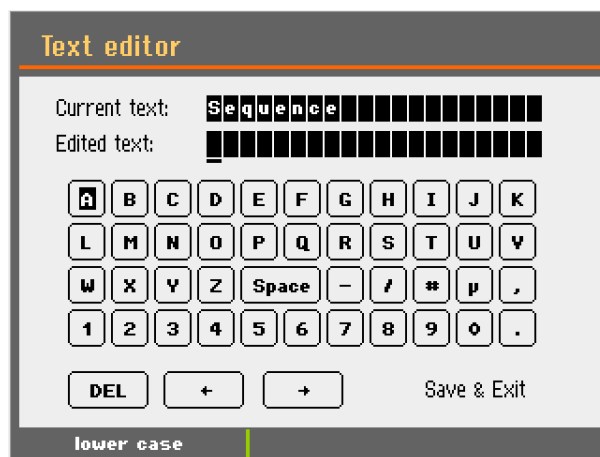 Text editor
Current text: Sequence
Edited text:
A B C D E F G H I J K
L M N O P Q R S T U V
W X Y Z Space - / # µ ,
1 2 3 4 5 6 7 8 9 0 .
DEL ← → Save & Exit
lower case